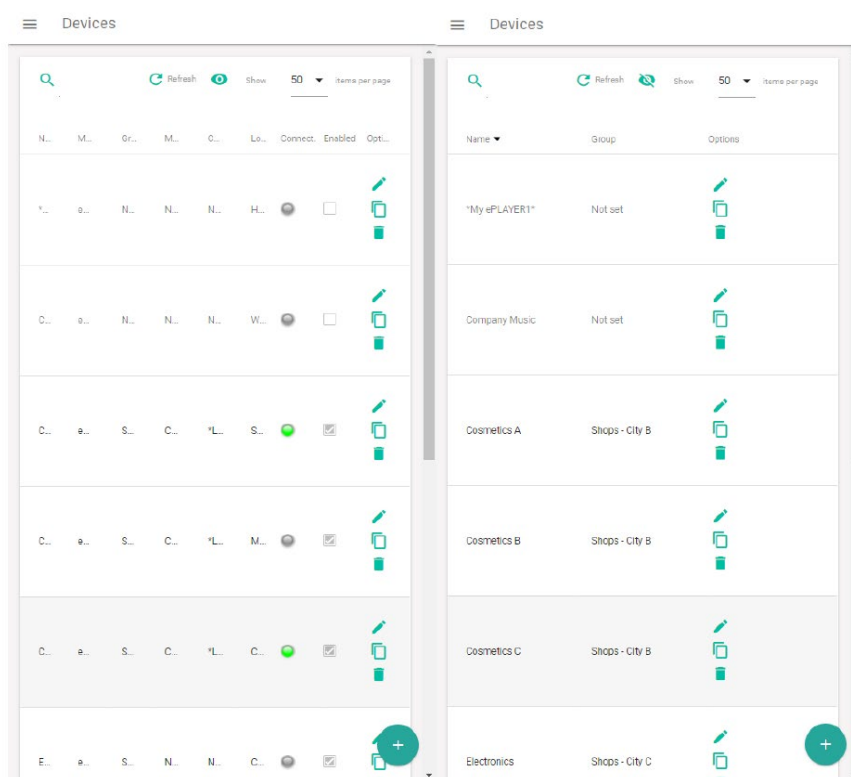 Devices
Refresh Show 50 items per page
N... M... Gr... M... C... Lo... Connect. Enabled Opti...
*... e... N... N... N... H...
C... e... N... N... N... W...
C... e... S... C... *L... S...
C... e... S... C... *L... M...
C... e... S... C... *L... C...
E... e... S... N... N... C...
+
Devices
Refresh Show 50 items per page
Name Group Options
*My ePLAYER1* Not set
Company Music Not set
Cosmetics A Shops - City B
Cosmetics B Shops - City B
Cosmetics C Shops - City B
Electronics Shops - City C
+